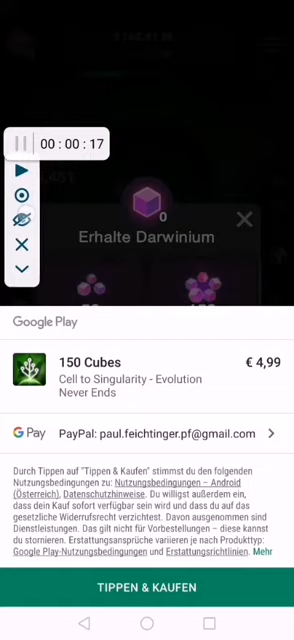 00 : 00 : 17
0
Erhalte Darwinium
Google Play
150 Cubes
€ 4,99
Cell to Singularity - Evolution
Never Ends
G Pay
PayPal: paul.feichtinger.pf@gmail.com
Durch Tippen auf "Tippen & Kaufen" stimmst du den folgenden
Nutzungsbedingungen zu: Nutzungsbedingungen – Android
(Österreich), Datenschutzhinweise. Du willigst außerdem ein,
dass dein Kauf sofort verfügbar sein wird und dass du auf das
gesetzliche Widerrufsrecht verzichtest. Davon ausgenommen sind
Dienstleistungen. Das gilt nicht für Vorbestellungen – diese kannst
du stornieren. Erstattungsansprüche variieren je nach Produkttyp:
Google Play-Nutzungsbedingungen und Erstattungsrichtlinien. Mehr
TIPPEN & KAUFEN